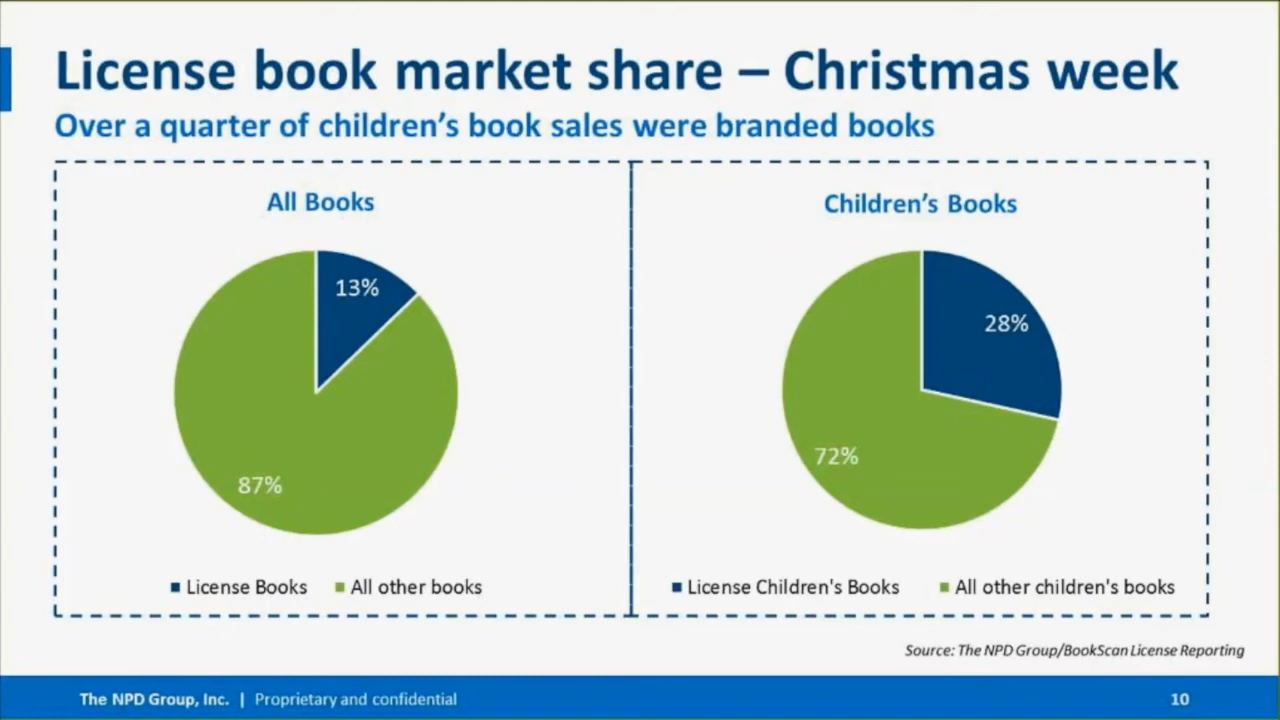 License book market share – Christmas week
Over a quarter of children’s book sales were branded books
All Books
13%
87%
License Books
All other books
Children’s Books
28%
72%
License Children's Books
All other children's books
Source: The NPD Group/BookScan License Reporting
The NPD Group, Inc. | Proprietary and confidential
10